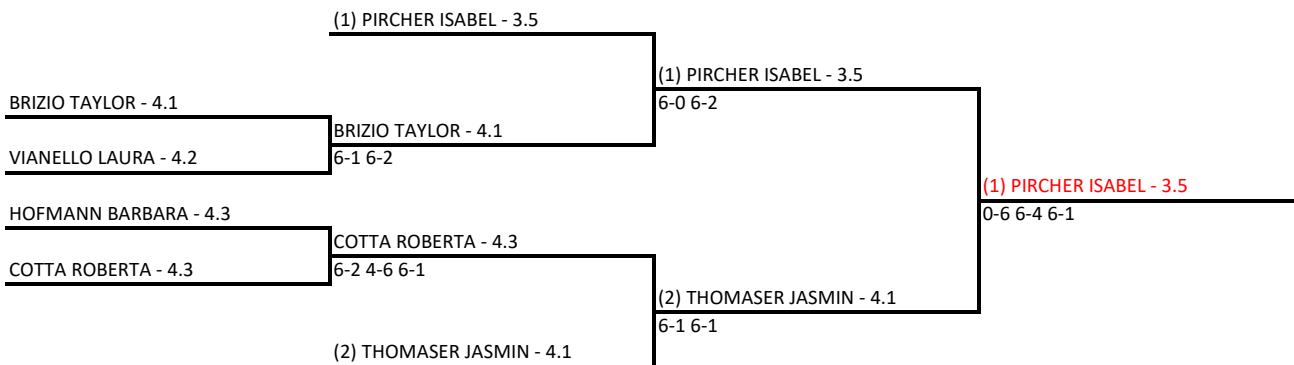 (1) PIRCHER ISABEL - 3.5
(1) PIRCHER ISABEL - 3.5
BRIZIO TAYLOR - 4.1
6-0 6-2
BRIZIO TAYLOR - 4.1
VIANELLO LAURA - 4.2
6-1 6-2
(1) PIRCHER ISABEL - 3.5
HOFMANN BARBARA - 4.3
0-6 6-4 6-1
COTTA ROBERTA - 4.3
COTTA ROBERTA - 4.3
6-2 4-6 6-1
(2) THOMASER JASMIN - 4.1
6-1 6-1
(2) THOMASER JASMIN - 4.1